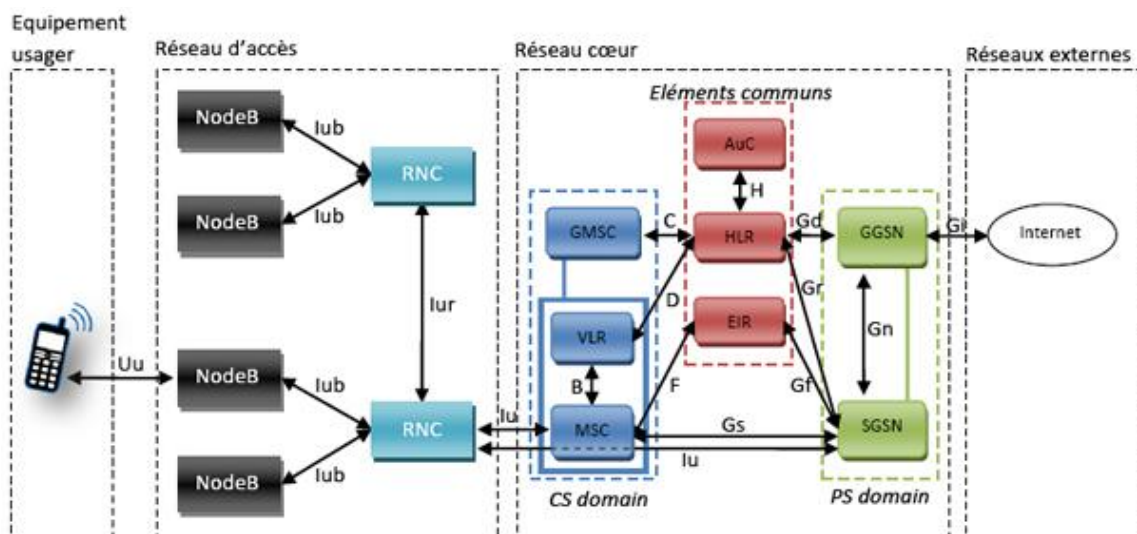 Equipement
usager
Réseau d'accès
Réseau cœur
Réseaux externes
Eléments communs
NodeB
Iub
RNC
Iub
NodeB
AuC
H
GMSC
C
HLR
Gd
GGSN
Gi
Internet
Iur
D
Gr
VLR
EIR
Gn
Uu
NodeB
Iub
B
F
Gf
RNC
Iu
MSC
Gs
SGSN
Iu
Iub
NodeB
CS domain
PS domain